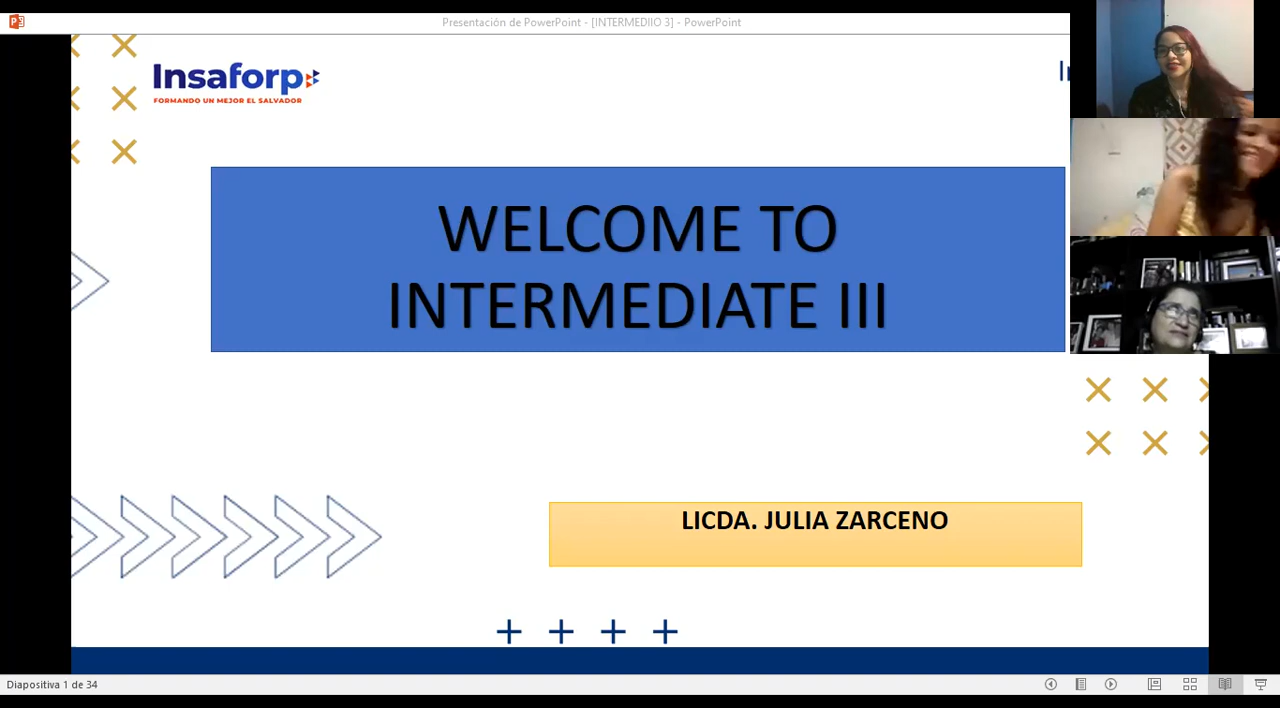 Presentación de PowerPoint - [INTERMEDIIO 3] - PowerPoint
Insaforp
FORMANDO UN MEJOR EL SALVADOR
WELCOME TO
INTERMEDIATE III
LICDA. JULIA ZARCENO
Diapositiva 1 de 34